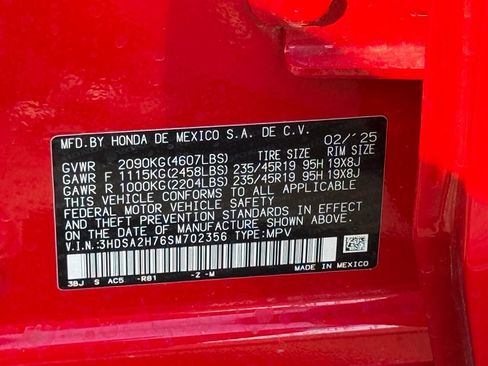 MFD.BY HONDA DE MEXICO S.A. DE C.V. 02/'25
GVWR 2090KG(4607LBS) TIRE SIZE RIM SIZE
GAWR F 1115KG(2458LBS) 235/45R19 95H 19X8J
GAWR R 1000KG(2204LBS) 235/45R19 95H 19X8J
THIS VEHICLE CONFORMS TO ALL APPLICABLE
FEDERAL MOTOR VEHICLE SAFETY
AND THEFT PREVENTION STANDARDS IN EFFECT
ON THE DATE OF MANUFACTURE SHOWN ABOVE.
V.I.N.:3HDSA2H76SM702356 TYPE:MPV
3BJ S AC5 -R81 -Z -M MADE IN MEXICO